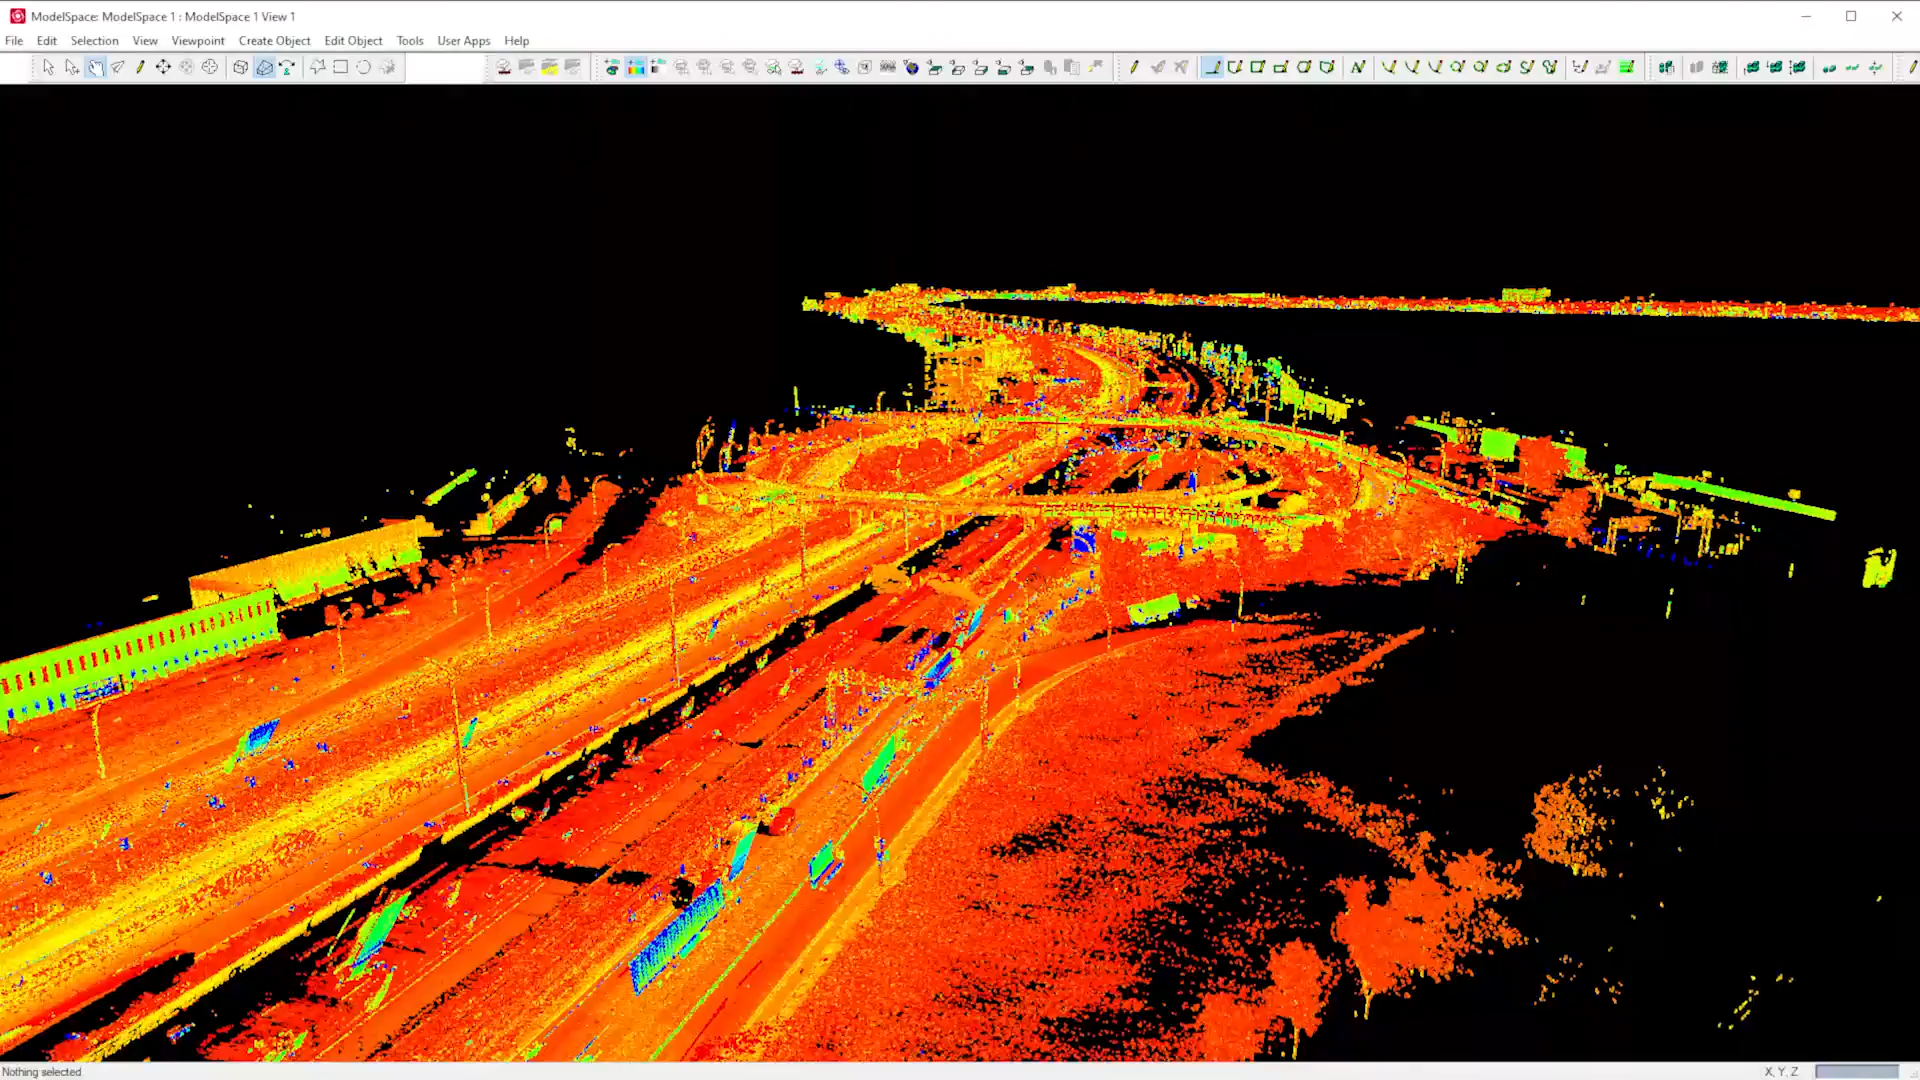 ModelSpace: ModelSpace 1 : ModelSpace 1 View 1
File Edit Selection View Viewpoint Create Object Edit Object Tools User Apps Help
Nothing selected
X, Y, Z